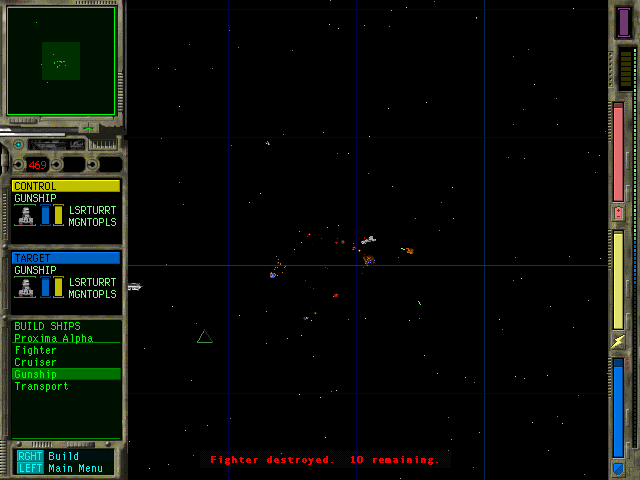 469
CONTROL
GUNSHIP
LSRTURRT
MGNTOPLS
TARGET
GUNSHIP
LSRTURRT
MGNTOPLS
BUILD SHIPS
Proxima Alpha
Fighter
Cruiser
Gunship
Transport
RGHT Build
LEFT Main Menu
Fighter destroyed.  10 remaining.